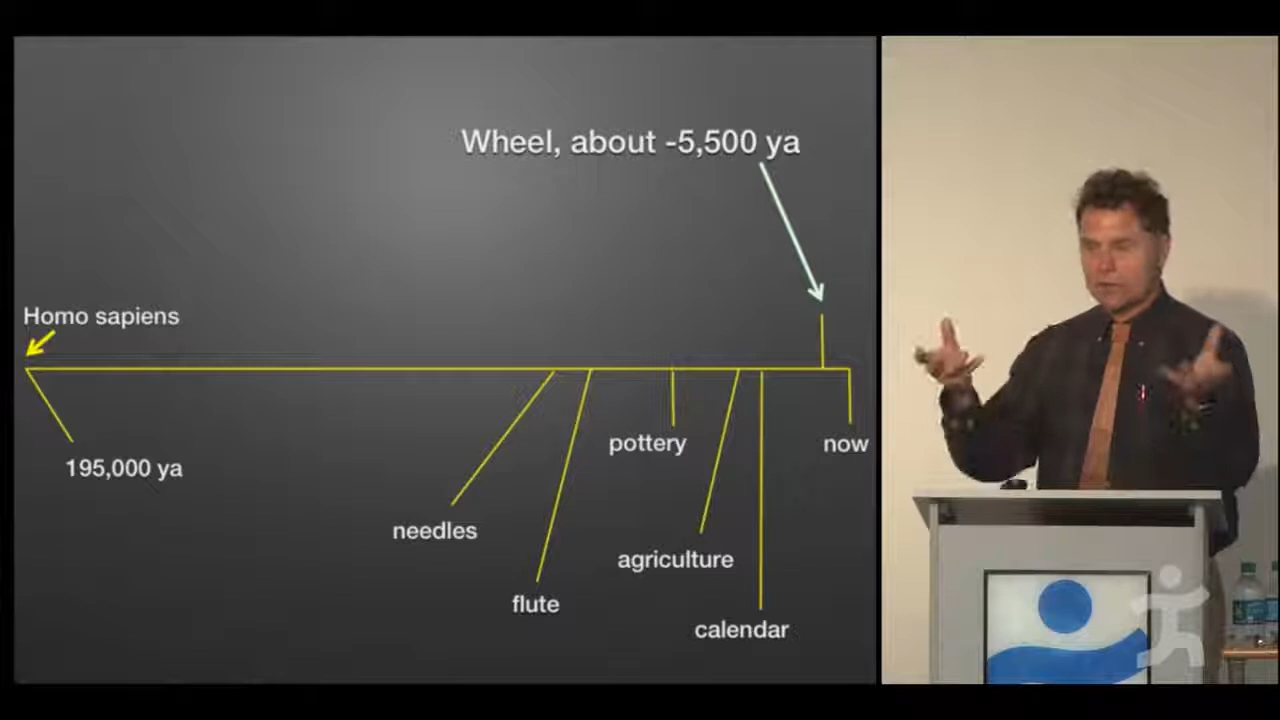 Wheel, about -5,500 ya
Homo sapiens
195,000 ya
needles
flute
pottery
agriculture
calendar
now